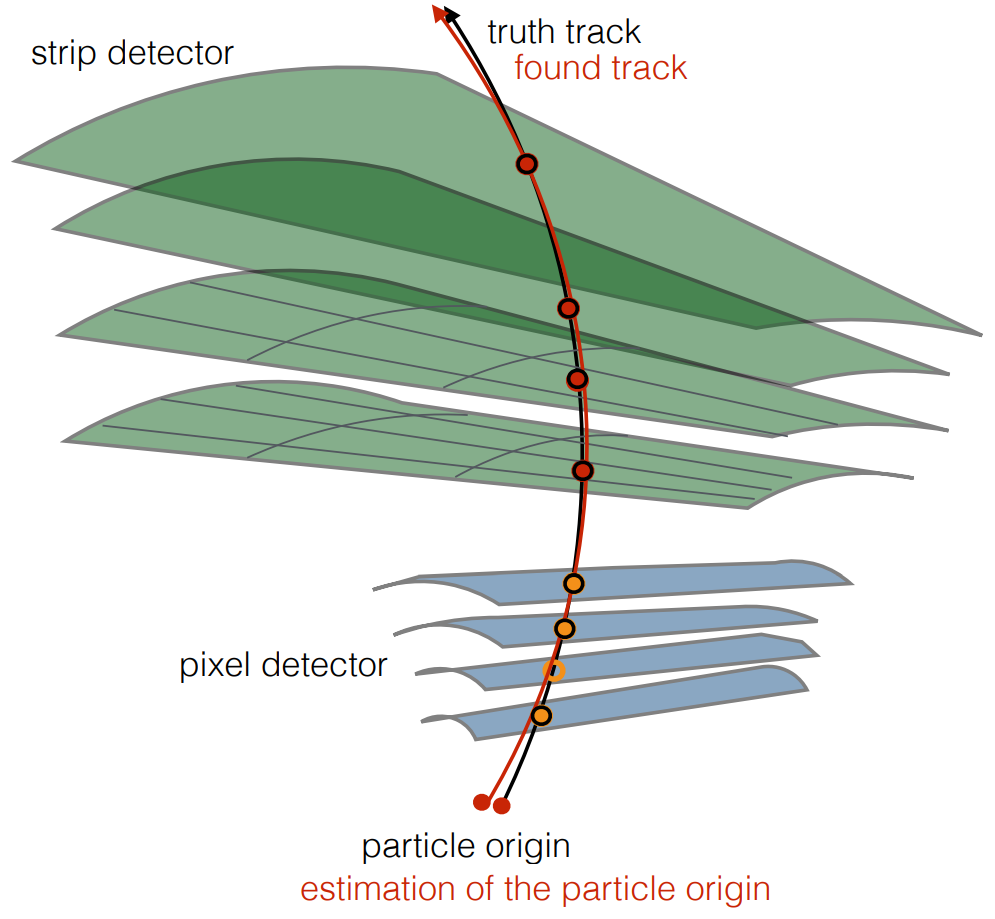 truth track
strip detector
found track
pixel detector
particle origin
estimation of the particle origin